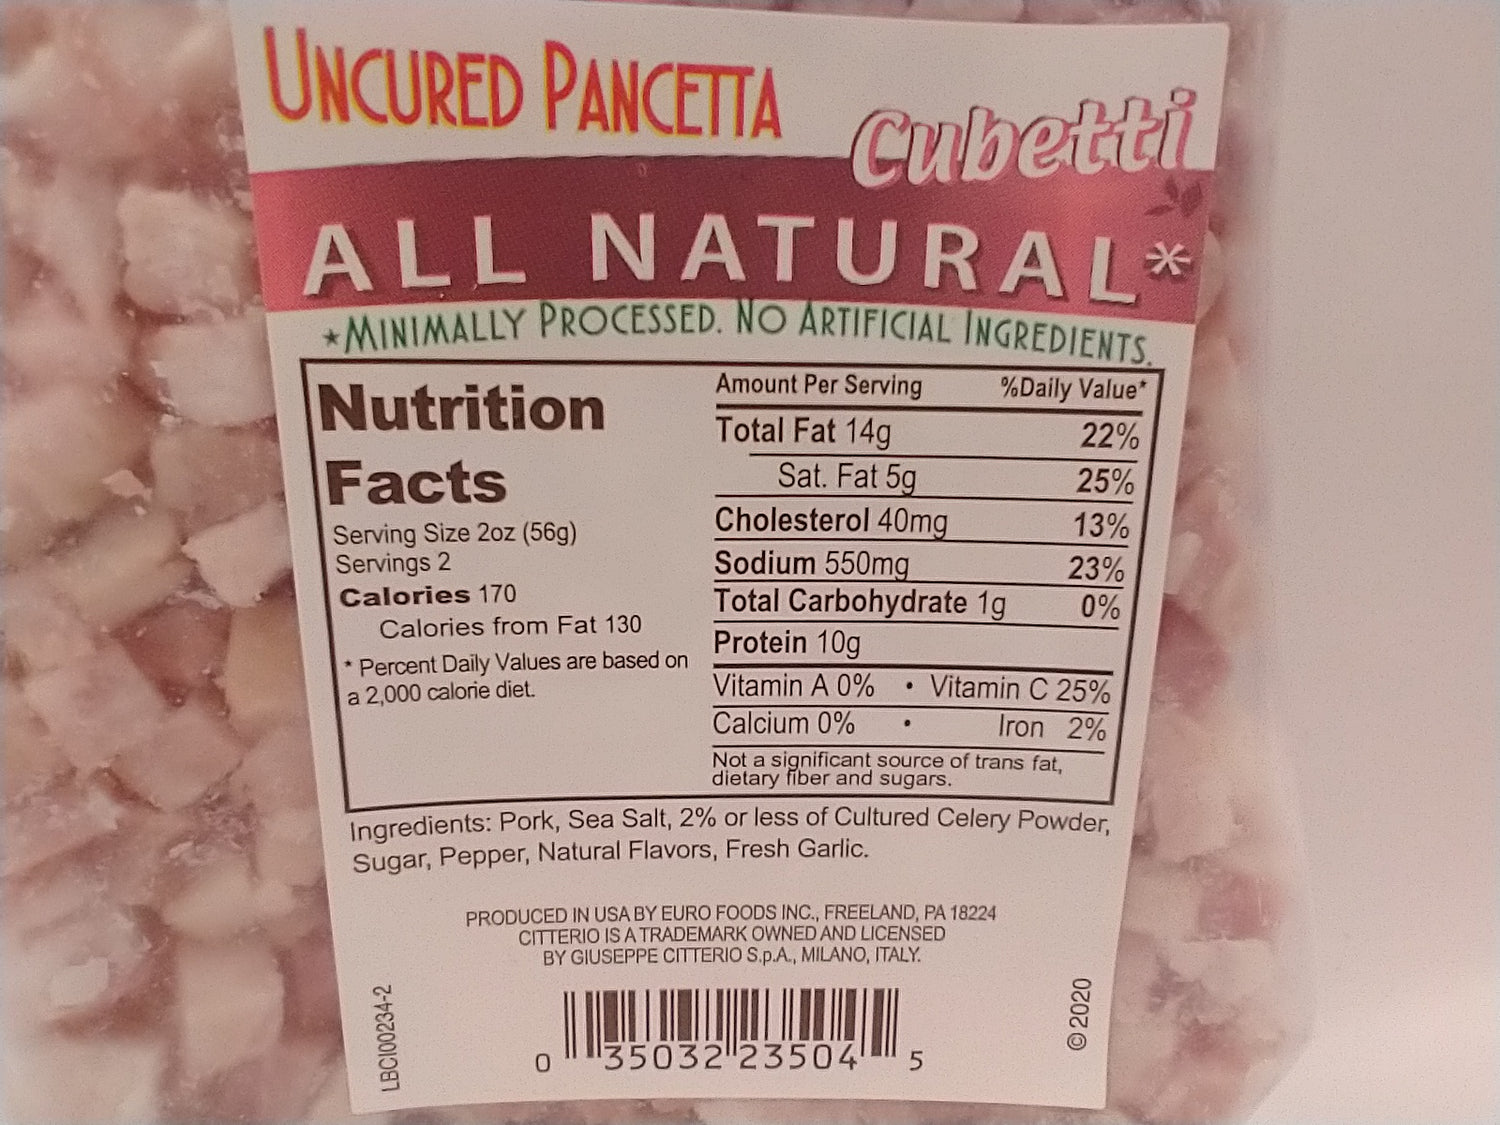 UNCURED PANCETTA
Cubetti
ALL NATURAL*
*MINIMALLY PROCESSED. NO ARTIFICIAL INGREDIENTS.
Nutrition
Facts
Serving Size 2oz (56g)
Servings 2
Calories 170
Calories from Fat 130
* Percent Daily Values are based on
a 2,000 calorie diet.
Amount Per Serving %Daily Value*
Total Fat 14g 22%
Sat. Fat 5g 25%
Cholesterol 40mg 13%
Sodium 550mg 23%
Total Carbohydrate 1g 0%
Protein 10g
Vitamin A 0% • Vitamin C 25%
Calcium 0% • Iron 2%
Not a significant source of trans fat,
dietary fiber and sugars.
Ingredients: Pork, Sea Salt, 2% or less of Cultured Celery Powder,
Sugar, Pepper, Natural Flavors, Fresh Garlic.
PRODUCED IN USA BY EURO FOODS INC., FREELAND, PA 18224
CITTERIO IS A TRADEMARK OWNED AND LICENSED
BY GIUSEPPE CITTERIO S.p.A., MILANO, ITALY.
LBCI00234-2
0 35032 23504 5
© 2020